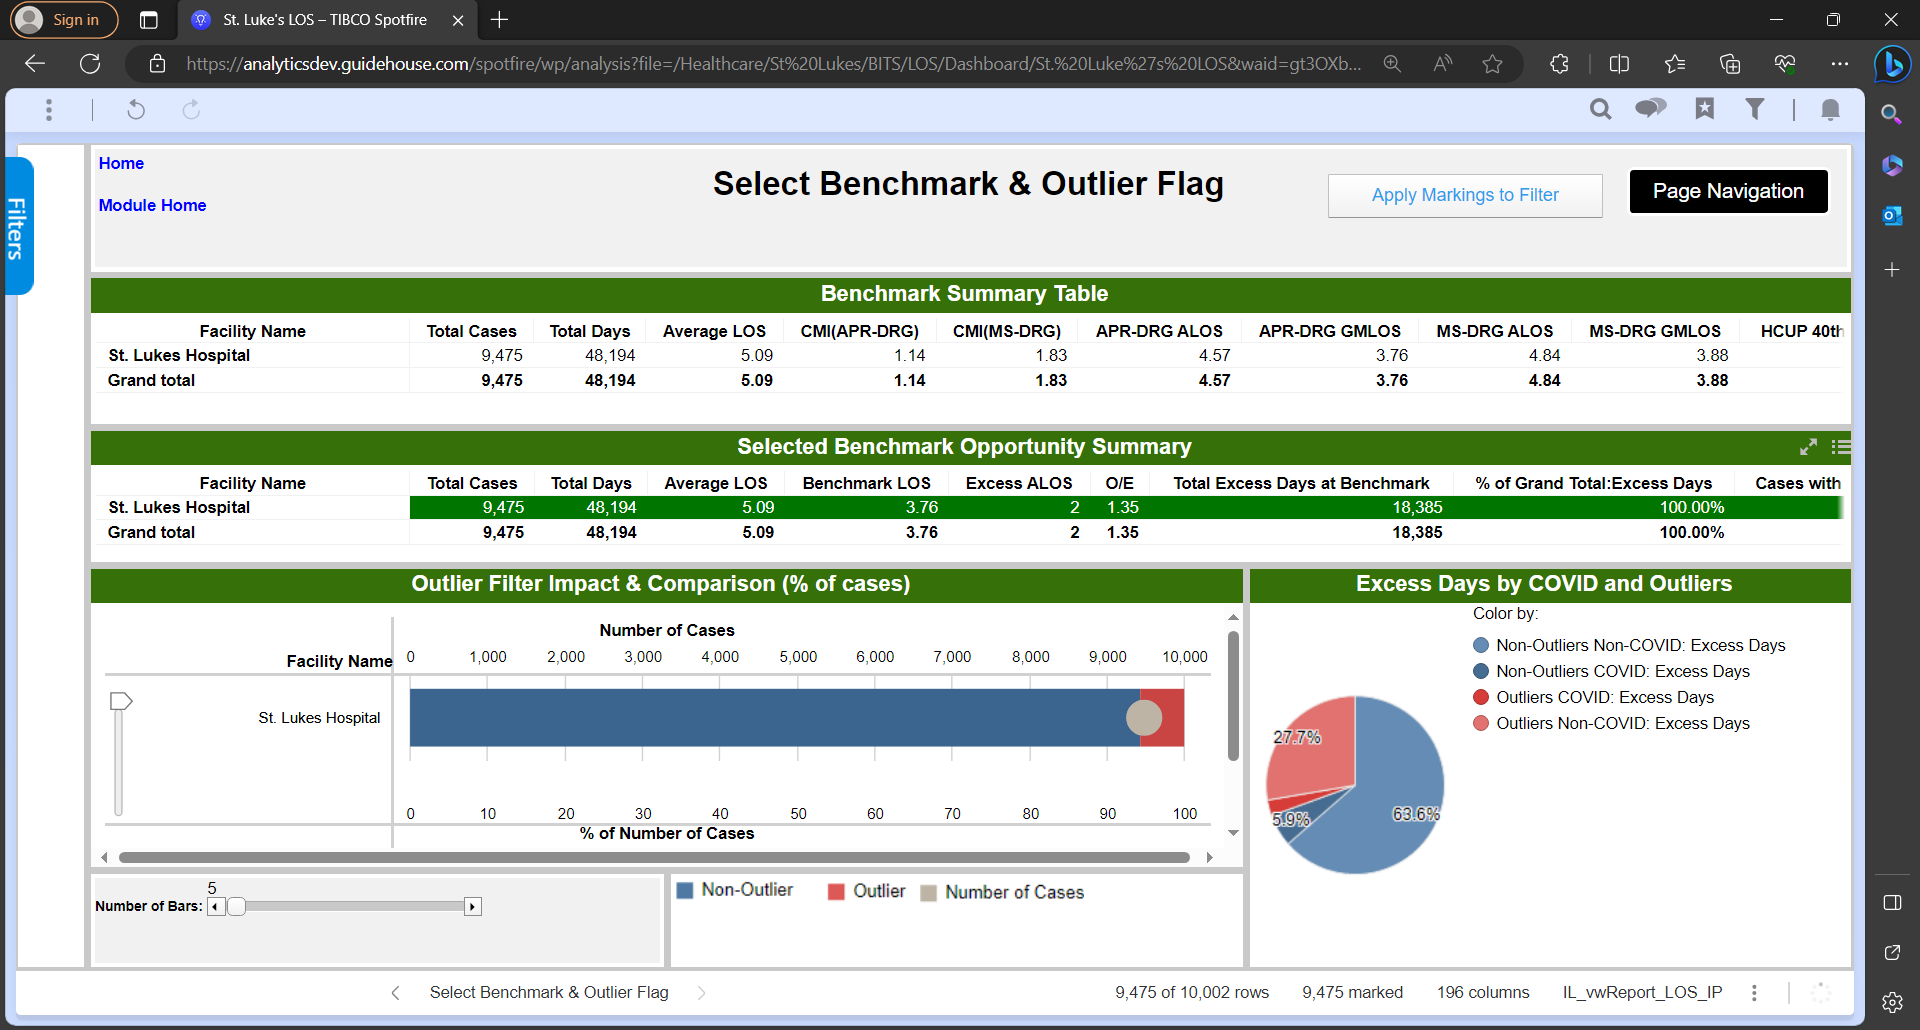 Sign in
St. Luke's LOS – TIBCO Spotfire
https://analyticsdev.guidehouse.com/spotfire/wp/analysis?file=/Healthcare/St%20Lukes/BITS/LOS/Dashboard/St.%20Luke%27s%20LOS&waid=gt3OXb...
Filters
Home
Module Home
Select Benchmark & Outlier Flag
Apply Markings to Filter
Page Navigation
Benchmark Summary Table
Facility Name Total Cases Total Days Average LOS CMI(APR-DRG) CMI(MS-DRG) APR-DRG ALOS APR-DRG GMLOS MS-DRG ALOS MS-DRG GMLOS HCUP 40th
St. Lukes Hospital 9,475 48,194 5.09 1.14 1.83 4.57 3.76 4.84 3.88
Grand total 9,475 48,194 5.09 1.14 1.83 4.57 3.76 4.84 3.88
Selected Benchmark Opportunity Summary
Facility Name Total Cases Total Days Average LOS Benchmark LOS Excess ALOS O/E Total Excess Days at Benchmark % of Grand Total:Excess Days Cases with
St. Lukes Hospital 9,475 48,194 5.09 3.76 2 1.35 18,385 100.00%
Grand total 9,475 48,194 5.09 3.76 2 1.35 18,385 100.00%
Outlier Filter Impact & Comparison (% of cases)
Number of Cases
Facility Name 0 1,000 2,000 3,000 4,000 5,000 6,000 7,000 8,000 9,000 10,000
St. Lukes Hospital
0 10 20 30 40 50 60 70 80 90 100
% of Number of Cases
Excess Days by COVID and Outliers
Color by:
Non-Outliers Non-COVID: Excess Days
Non-Outliers COVID: Excess Days
Outliers COVID: Excess Days
Outliers Non-COVID: Excess Days
27.7%
5.9%
63.6%
5
Number of Bars:
Non-Outlier Outlier Number of Cases
Select Benchmark & Outlier Flag
9,475 of 10,002 rows 9,475 marked 196 columns IL_vwReport_LOS_IP